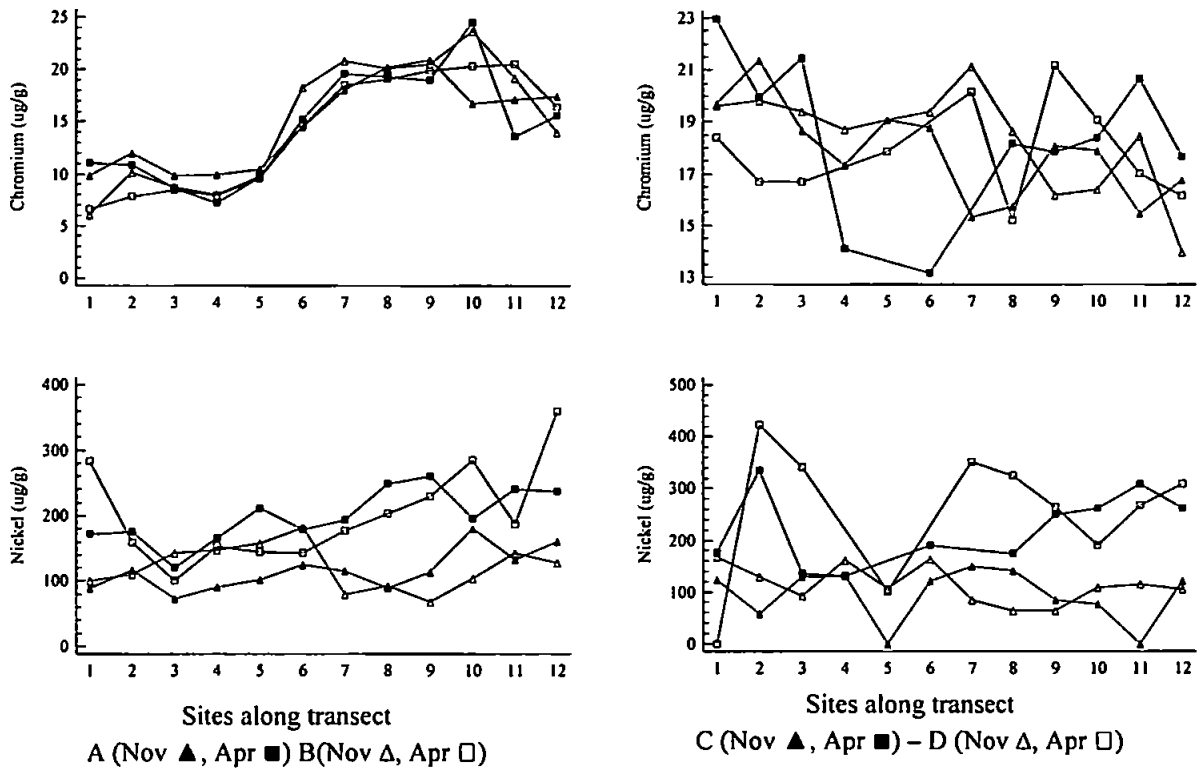 Chromium (ug/g)
25
20
15
10
5
0
1 2 3 4 5 6 7 8 9 10 11 12
Chromium (ug/g)
23
21
19
17
15
13
1 2 3 4 5 6 7 8 9 10 11 12
Nickel (ug/g)
400
300
200
100
0
1 2 3 4 5 6 7 8 9 10 11 12
Sites along transect
A (Nov ▲, Apr ■) B(Nov Δ, Apr □)
Nickel (ug/g)
500
400
300
200
100
0
1 2 3 4 5 6 7 8 9 10 11 12
Sites along transect
C (Nov ▲, Apr ■) – D (Nov Δ, Apr □)